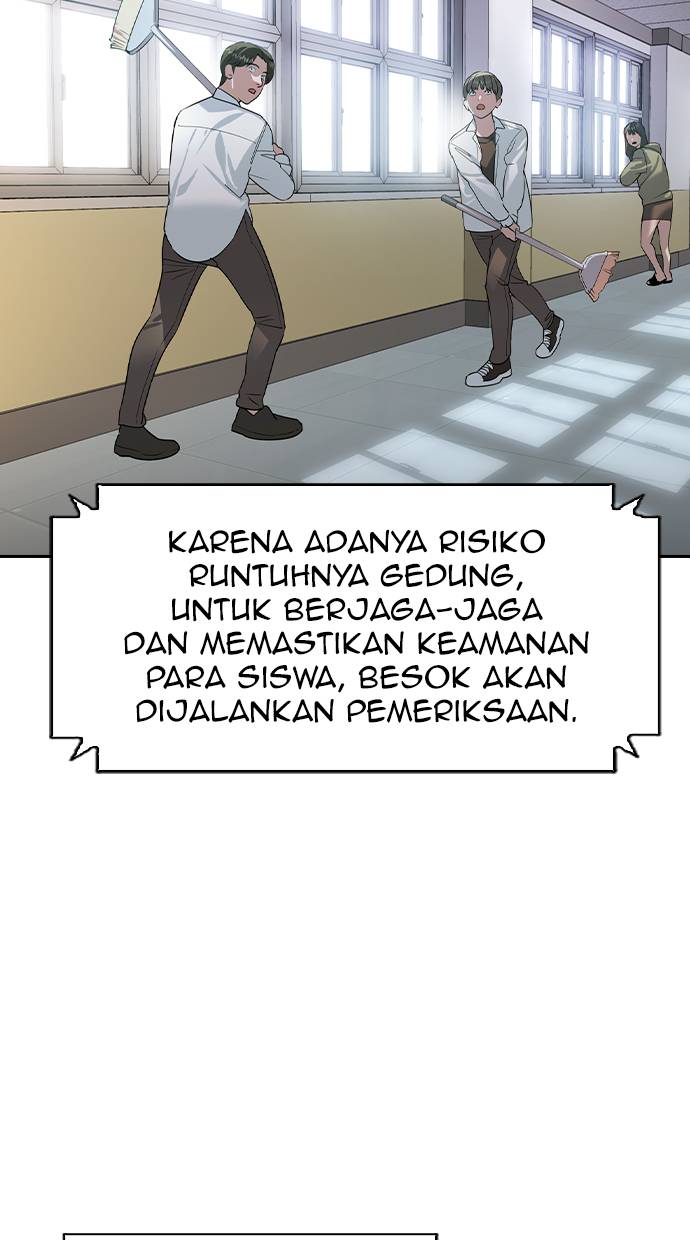 KARENA ADANYA RISIKO
RUNTUHNYA GEDUNG,
UNTUK BERJAGA-JAGA
DAN MEMASTIKAN KEAMANAN
PARA SISWA, BESOK AKAN
DIJALANKAN PEMERIKSAAN.